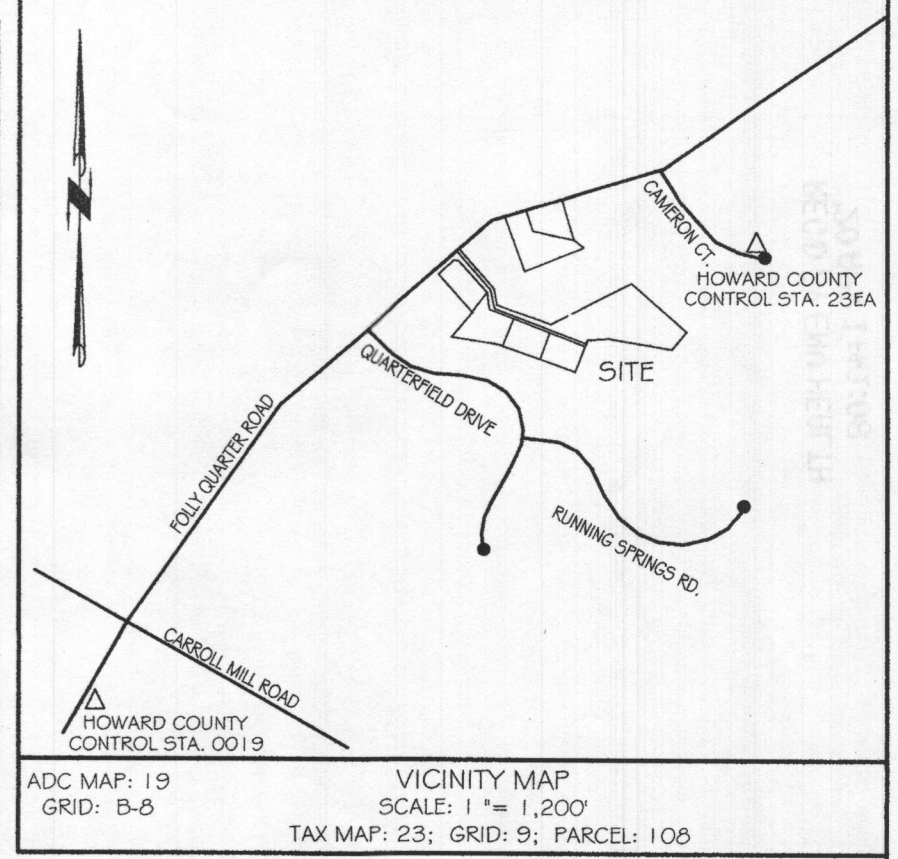 CAMERON CT.
HOWARD COUNTY
CONTROL STA. 23EA
SITE
QUARTERFIELD DRIVE
FOLLY QUARTER ROAD
RUNNING SPRINGS RD.
CARROLL MILL ROAD
HOWARD COUNTY
CONTROL STA. 0019
ADC MAP: 19
GRID: B-8
VICINITY MAP
SCALE: 1 "= 1,200'
TAX MAP: 23; GRID: 9; PARCEL: 108